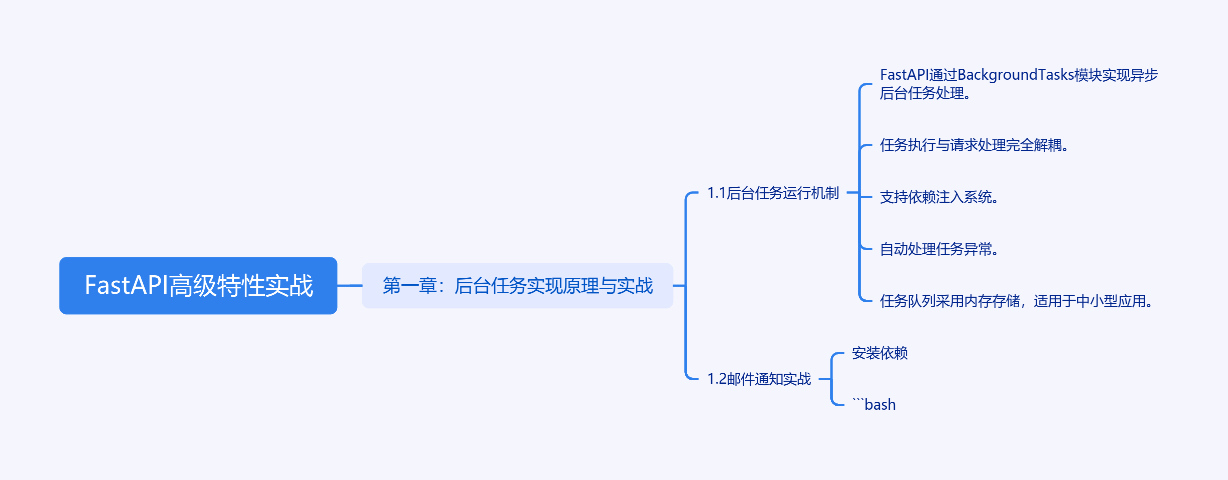 FastAPI高级特性实战
第一章：后台任务实现原理与实战
1.1后台任务运行机制
FastAPI通过BackgroundTasks模块实现异步
后台任务处理。
任务执行与请求处理完全解耦。
支持依赖注入系统。
自动处理任务异常。
任务队列采用内存存储，适用于中小型应用。
1.2邮件通知实战
安装依赖
```bash